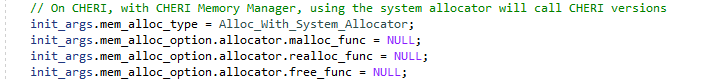 // On CHERI, with CHERI Memory Manager, using the system allocator will call CHERI versions
init_args.mem_alloc_type = Alloc_With_System_Allocator;
init_args.mem_alloc_option.allocator.malloc_func = NULL;
init_args.mem_alloc_option.allocator.realloc_func = NULL;
init_args.mem_alloc_option.allocator.free_func = NULL;